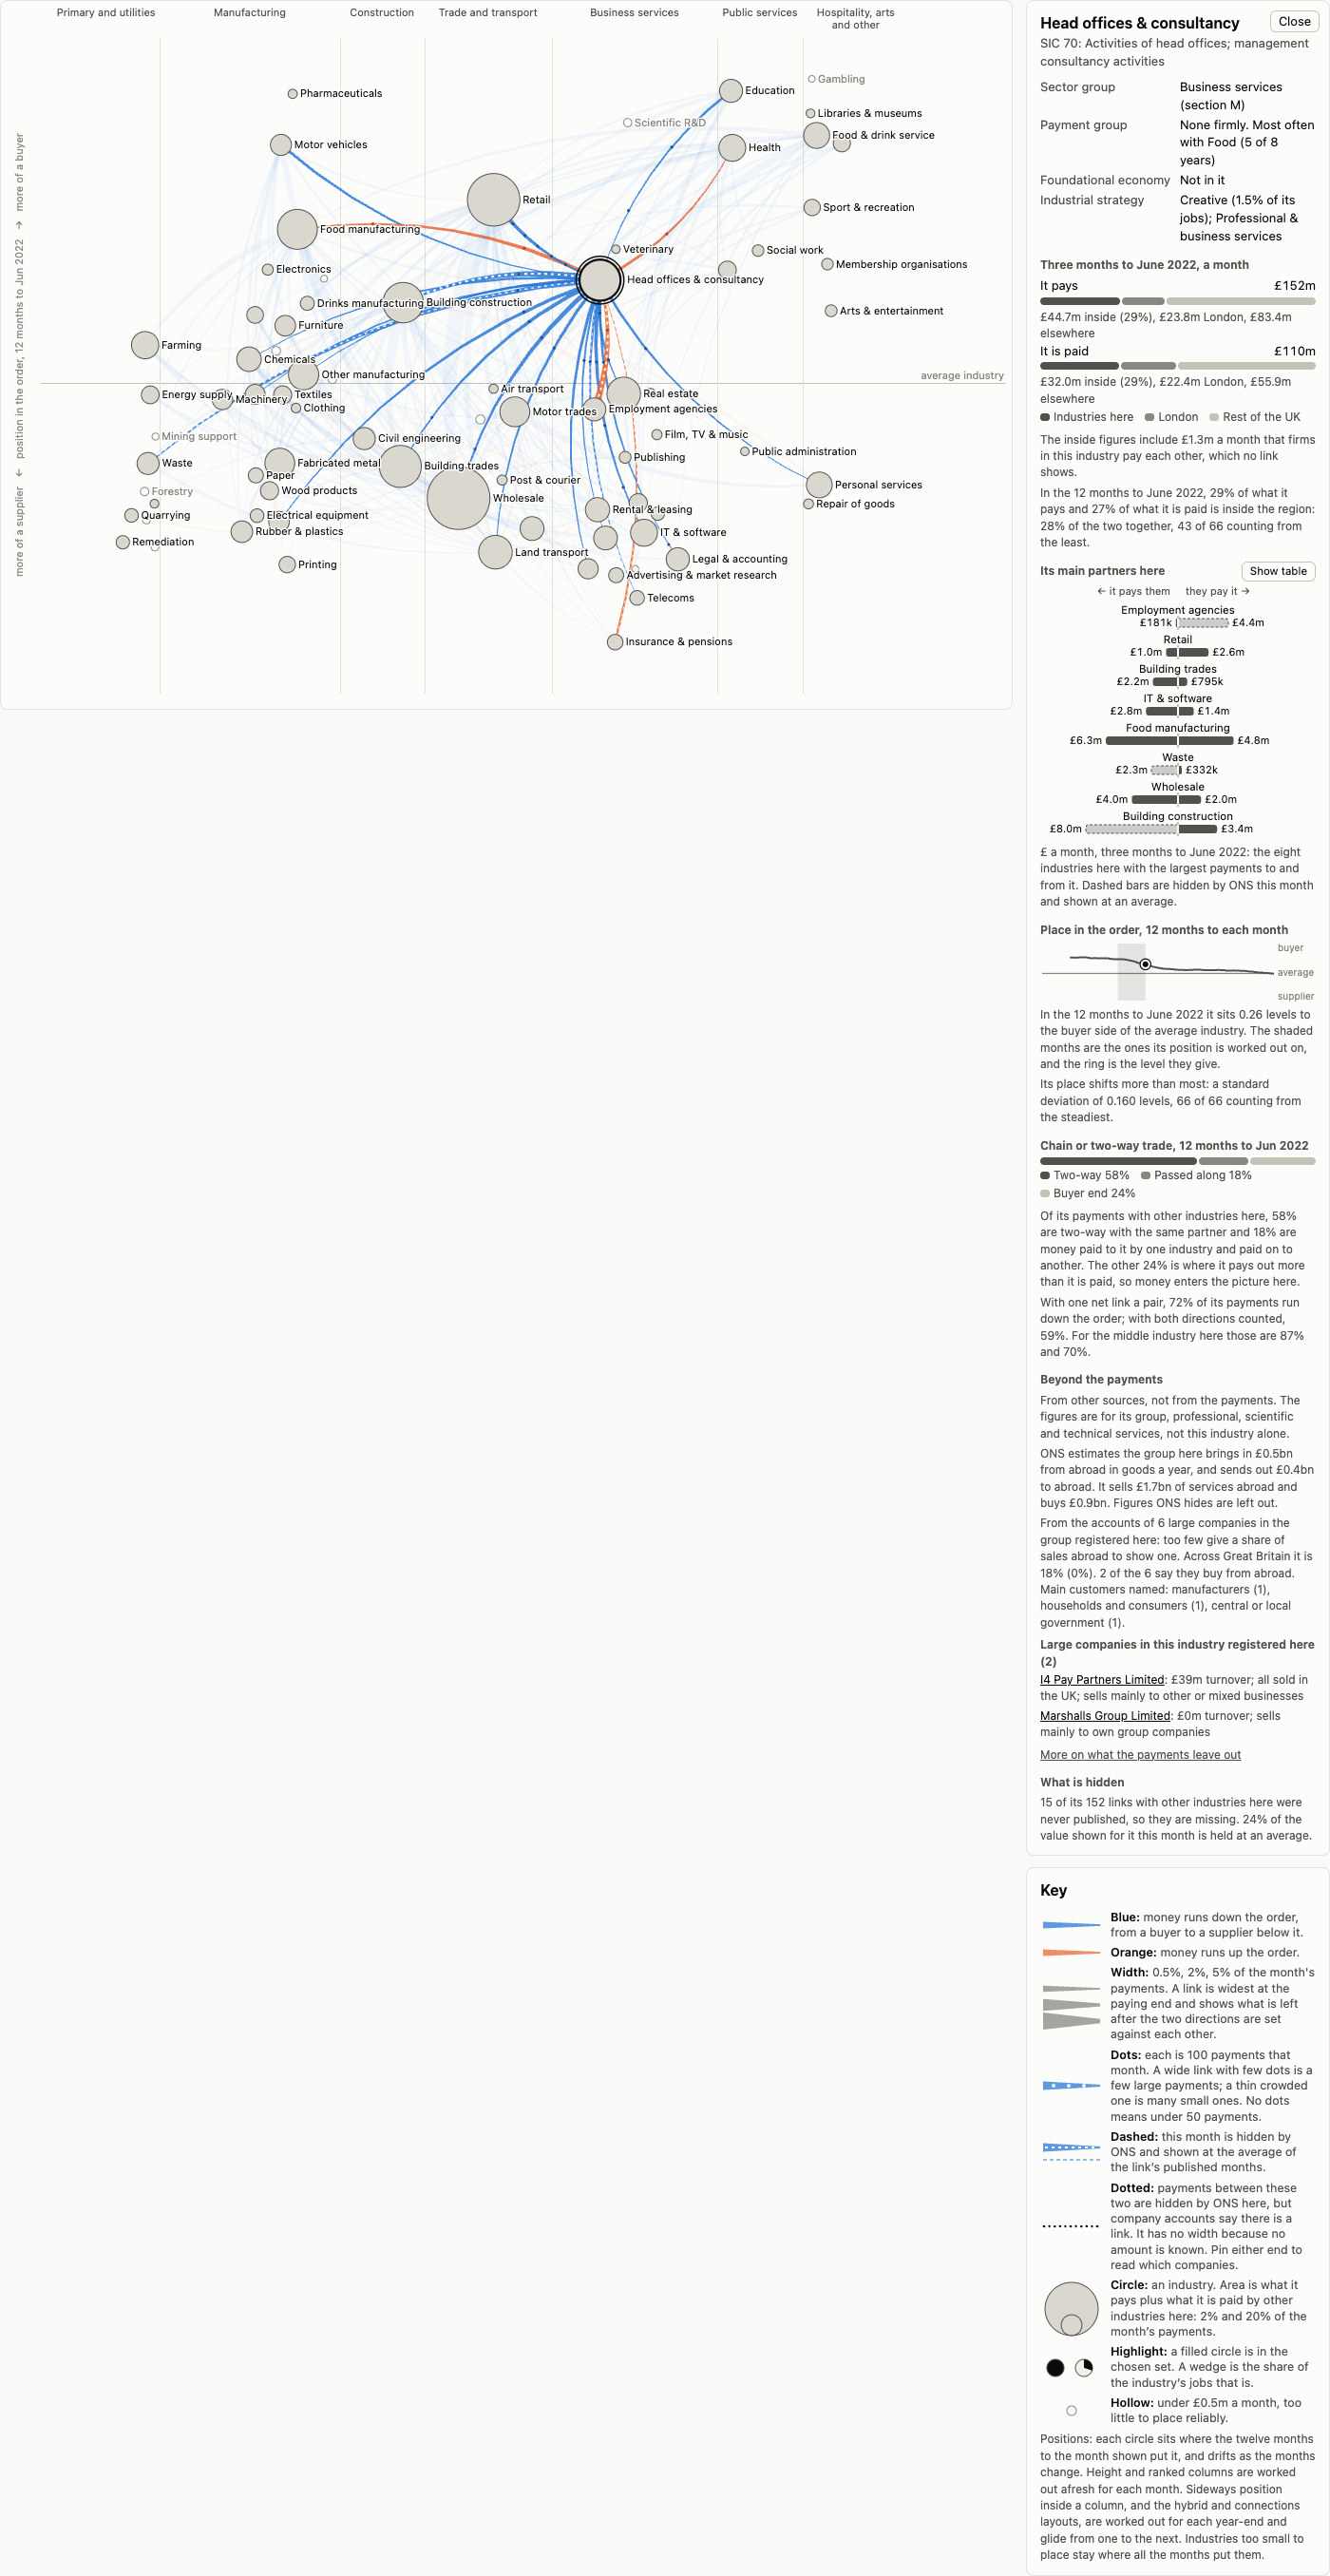 Primary and utilities
Manufacturing
Construction
Trade and transport
Business services
Public services
Hospitality, arts
and other
more of a supplier ← position in the order, 12 months to Jun 2022 → more of a buyer
Pharmaceuticals
Motor vehicles
Education
Gambling
Libraries & museums
Scientific R&D
Food & drink service
Health
Retail
Sport & recreation
Food manufacturing
Veterinary
Social work
Electronics
Head offices & consultancy
Membership organisations
Drinks manufacturing
Building construction
Arts & entertainment
Furniture
Farming
Chemicals
Other manufacturing
average industry
Energy supply
Machinery
Textiles
Air transport
Real estate
Clothing
Motor trades
Employment agencies
Mining support
Civil engineering
Film, TV & music
Public administration
Waste
Fabricated metal
Building trades
Publishing
Paper
Post & courier
Personal services
Forestry
Wood products
Wholesale
Repair of goods
Quarrying
Electrical equipment
Rental & leasing
Rubber & plastics
IT & software
Remediation
Land transport
Legal & accounting
Printing
Advertising & market research
Telecoms
Insurance & pensions
Head offices & consultancy
Close
SIC 70: Activities of head offices; management
consultancy activities
Sector group
Business services
(section M)
Payment group
None firmly. Most often
with Food (5 of 8
years)
Foundational economy
Not in it
Industrial strategy
Creative (1.5% of its
jobs); Professional &
business services
Three months to June 2022, a month
It pays £152m
£44.7m inside (29%), £23.8m London, £83.4m
elsewhere
It is paid £110m
£32.0m inside (29%), £22.4m London, £55.9m
elsewhere
Industries here London Rest of the UK
The inside figures include £1.3m a month that firms
in this industry pay each other, which no link
shows.
In the 12 months to June 2022, 29% of what it
pays and 27% of what it is paid is inside the region:
28% of the two together, 43 of 66 counting from
the least.
Its main partners here
Show table
← it pays them they pay it →
Employment agencies
£181k £4.4m
Retail
£1.0m £2.6m
Building trades
£2.2m £795k
IT & software
£2.8m £1.4m
Food manufacturing
£6.3m £4.8m
Waste
£2.3m £332k
Wholesale
£4.0m £2.0m
Building construction
£8.0m £3.4m
£ a month, three months to June 2022: the eight
industries here with the largest payments to and
from it. Dashed bars are hidden by ONS this month
and shown at an average.
Place in the order, 12 months to each month
buyer
average
supplier
In the 12 months to June 2022 it sits 0.26 levels to
the buyer side of the average industry. The shaded
months are the ones its position is worked out on,
and the ring is the level they give.
Its place shifts more than most: a standard
deviation of 0.160 levels, 66 of 66 counting from
the steadiest.
Chain or two-way trade, 12 months to Jun 2022
Two-way 58% Passed along 18%
Buyer end 24%
Of its payments with other industries here, 58%
are two-way with the same partner and 18% are
money paid to it by one industry and paid on to
another. The other 24% is where it pays out more
than it is paid, so money enters the picture here.
With one net link a pair, 72% of its payments run
down the order; with both directions counted,
59%. For the middle industry here those are 87%
and 70%.
Beyond the payments
From other sources, not from the payments. The
figures are for its group, professional, scientific
and technical services, not this industry alone.
ONS estimates the group here brings in £0.5bn
from abroad in goods a year, and sends out £0.4bn
to abroad. It sells £1.7bn of services abroad and
buys £0.9bn. Figures ONS hides are left out.
From the accounts of 6 large companies in the
group registered here: too few give a share of
sales abroad to show one. Across Great Britain it is
18% (0%). 2 of the 6 say they buy from abroad.
Main customers named: manufacturers (1),
households and consumers (1), central or local
government (1).
Large companies in this industry registered here
(2)
I4 Pay Partners Limited: £39m turnover; all sold in
the UK; sells mainly to other or mixed businesses
Marshalls Group Limited: £0m turnover; sells
mainly to own group companies
More on what the payments leave out
What is hidden
15 of its 152 links with other industries here were
never published, so they are missing. 24% of the
value shown for it this month is held at an average.
Key
Blue: money runs down the order,
from a buyer to a supplier below it.
Orange: money runs up the order.
Width: 0.5%, 2%, 5% of the month's
payments. A link is widest at the
paying end and shows what is left
after the two directions are set
against each other.
Dots: each is 100 payments that
month. A wide link with few dots is a
few large payments; a thin crowded
one is many small ones. No dots
means under 50 payments.
Dashed: this month is hidden by
ONS and shown at the average of
the link's published months.
Dotted: payments between these
two are hidden by ONS here, but
company accounts say there is a
link. It has no width because no
amount is known. Pin either end to
read which companies.
Circle: an industry. Area is what it
pays plus what it is paid by other
industries here: 2% and 20% of the
month's payments.
Highlight: a filled circle is in the
chosen set. A wedge is the share of
the industry's jobs that is.
Hollow: under £0.5m a month, too
little to place reliably.
Positions: each circle sits where the twelve months
to the month shown put it, and drifts as the months
change. Height and ranked columns are worked
out afresh for each month. Sideways position
inside a column, and the hybrid and connections
layouts, are worked out for each year-end and
glide from one to the next. Industries too small to
place stay where all the months put them.